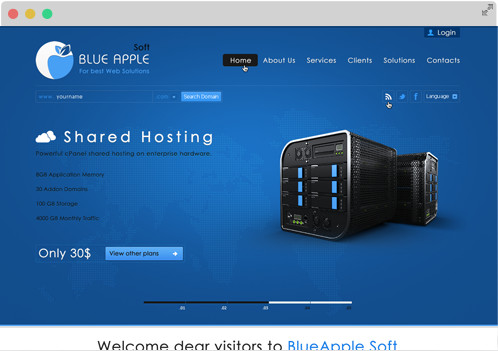 Login
Soft
BLUE APPLE
For best Web Solutions
Home About Us Services Clients Solutions Contacts
www. yourname .com Search Domain
f Language
Shared Hosting
Powerful cPanel shared hosting on enterprise hardware.
8GB Application Memory
30 Addon Domains
100 GB Storage
4000 GB Monthly Traffic
Only 30$ View other plans
01 02 03
Welcome dear visitors to BlueApple Soft